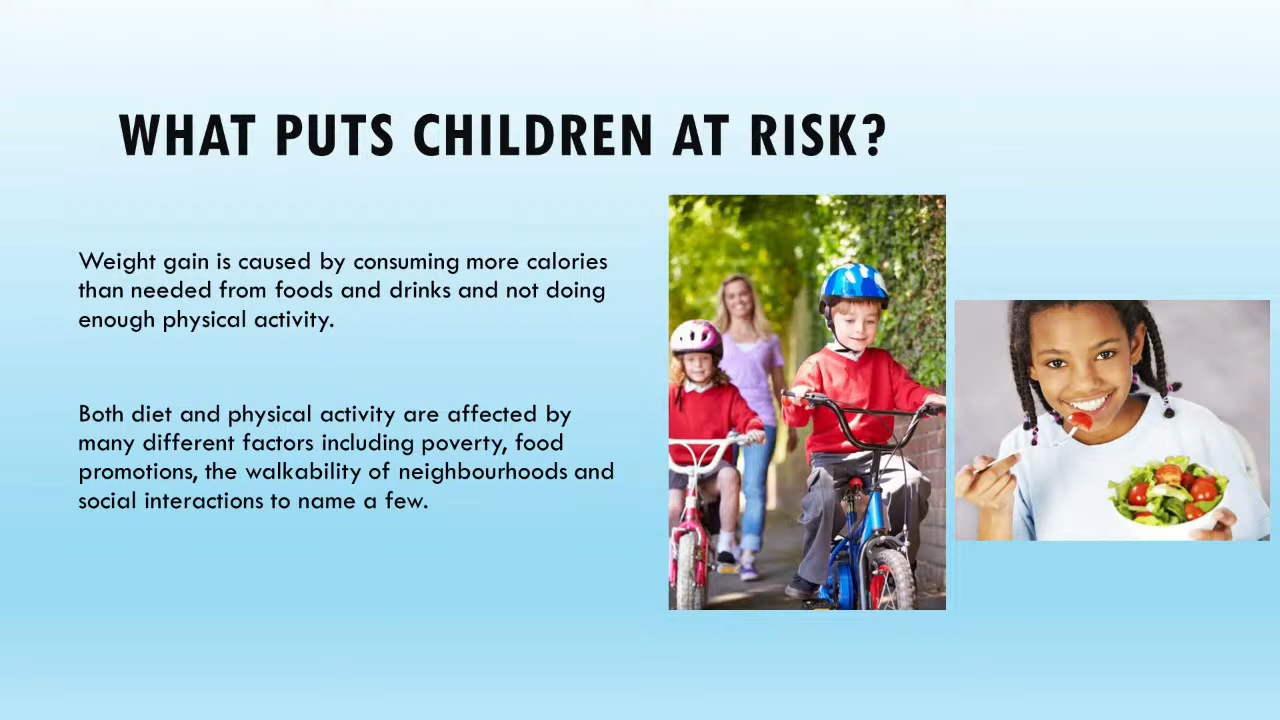 WHAT PUTS CHILDREN AT RISK?
Weight gain is caused by consuming more calories
than needed from foods and drinks and not doing
enough physical activity.
Both diet and physical activity are affected by
many different factors including poverty, food
promotions, the walkability of neighbourhoods and
social interactions to name a few.